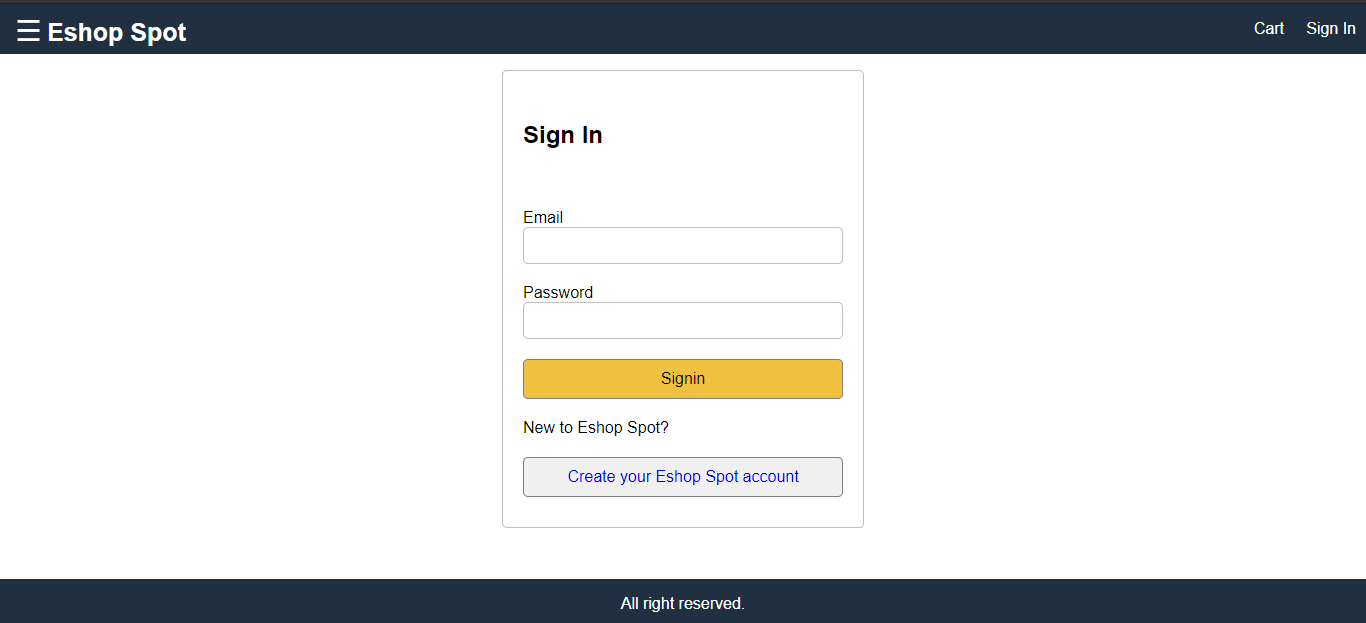 ☰ Eshop Spot
Cart Sign In
Sign In
Email
Password
Signin
New to Eshop Spot?
Create your Eshop Spot account
All right reserved.